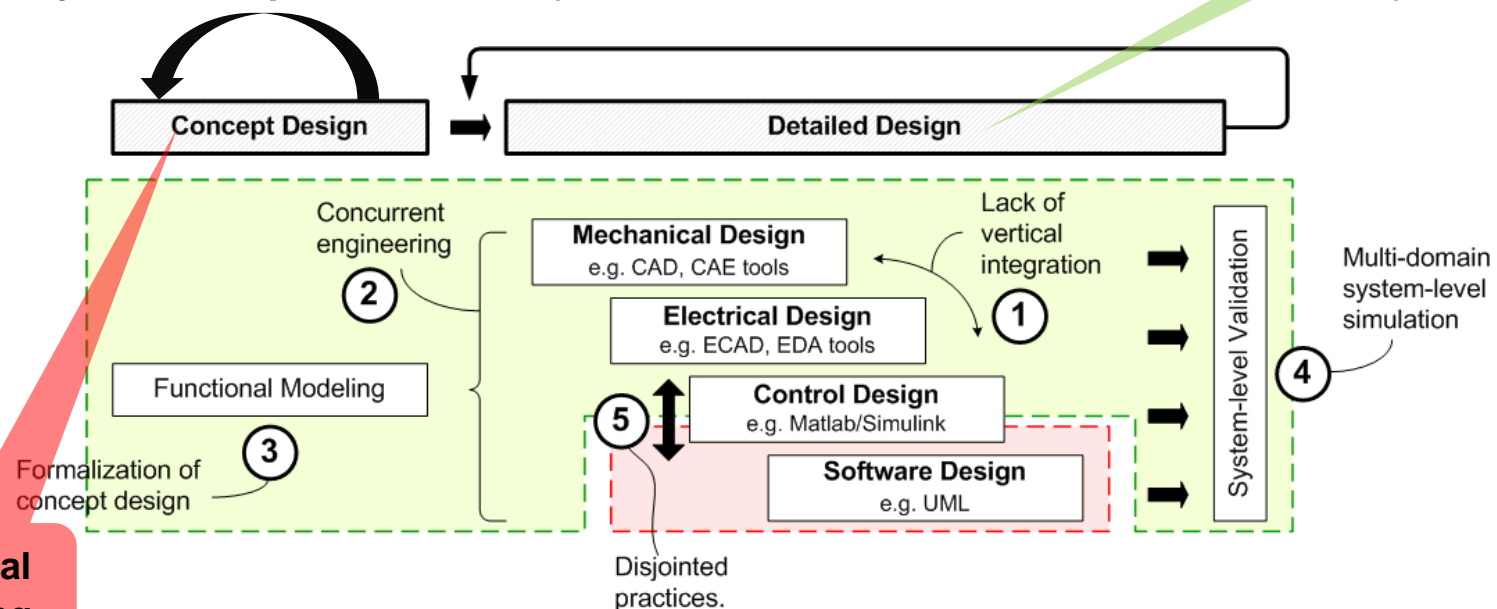 Concept Design
Detailed Design
Concurrent
engineering
2
Mechanical Design
e.g. CAD, CAE tools
Lack of
vertical
integration
1
Electrical Design
e.g. ECAD, EDA tools
Functional Modeling
3
Formalization of
concept design
5
Control Design
e.g. Matlab/Simulink
Software Design
e.g. UML
Disjointed
practices.
System-level Validation
4
Multi-domain
system-level
simulation
al